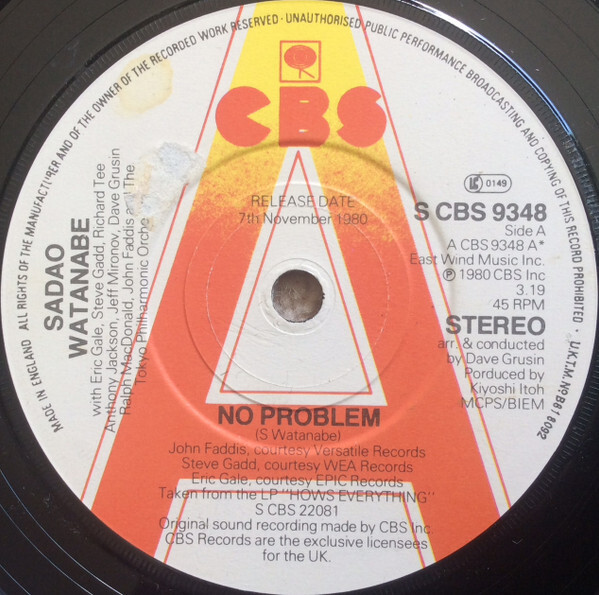 MADE IN ENGLAND ALL RIGHTS OF THE MANUFACTURER AND OF THE OWNER OF THE RECORDED WORK RESERVED · UNAUTHORISED PUBLIC PERFORMANCE BROADCASTING AND COPYING OF THIS RECORD PROHIBITED · U.K.T.M. Nº B818092
CBS
RELEASE DATE
7th November 1980
SADAO
WATANABE
with Eric Gale, Steve Gadd, Richard Tee
Anthony Jackson, Jeff Mironov, Dave Grusin
Ralph MacDonald, John Faddis and The
Tokyo Philharmonic Orche
LC 0149
S CBS 9348
Side A
A CBS 9348 A*
East Wind Music Inc.
℗ 1980 CBS Inc
3.19
45 RPM
STEREO
arr. & conducted
by Dave Grusin
Porduced by
Kiyoshi Itoh
MCPS/BIEM
NO PROBLEM
(S Watanabe)
John Faddis, courtesy Versatile Records
Steve Gadd, courtesy WEA Records
Eric Gale, courtesy EPIC Records
Taken from the LP "HOWS EVERYTHING"
S CBS 22081
Original sound recording made by CBS Inc.
CBS Records are the exclusive licensees
for the UK.